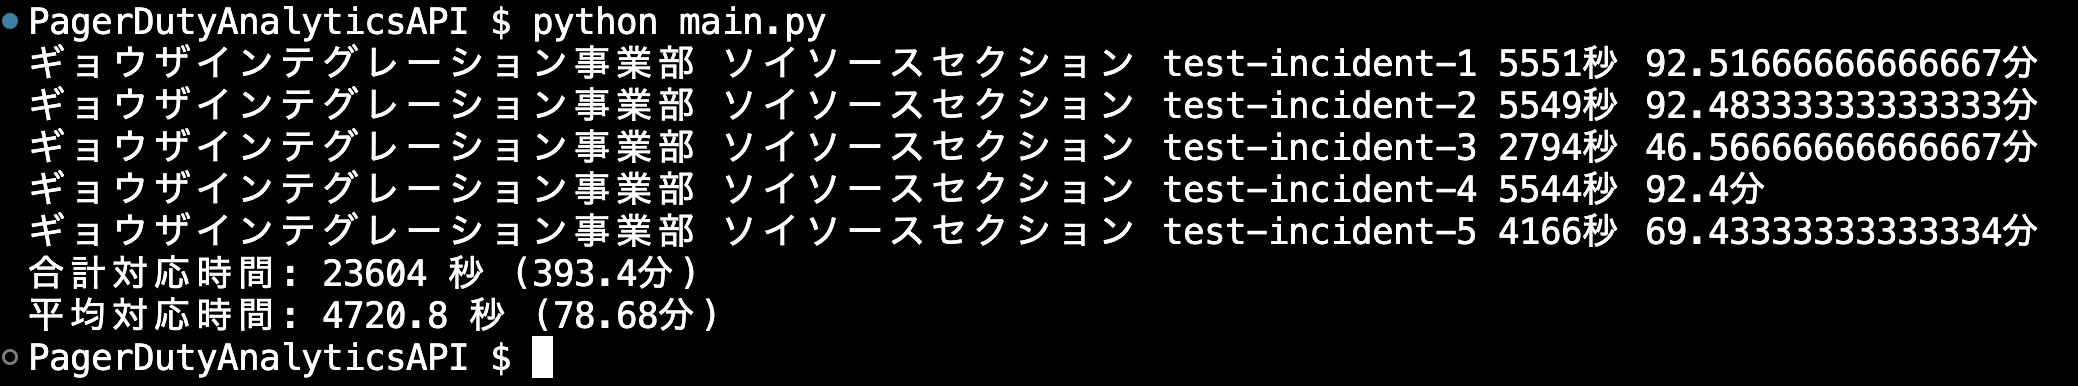 PagerDutyAnalyticsAPI $ python main.py
ギョウザインテグレーション事業部 ソイソースセクション test-incident-1 5551秒 92.51666666666667分
ギョウザインテグレーション事業部 ソイソースセクション test-incident-2 5549秒 92.48333333333333分
ギョウザインテグレーション事業部 ソイソースセクション test-incident-3 2794秒 46.56666666666667分
ギョウザインテグレーション事業部 ソイソースセクション test-incident-4 5544秒 92.4分
ギョウザインテグレーション事業部 ソイソースセクション test-incident-5 4166秒 69.43333333333334分
合計対応時間: 23604 秒 (393.4分)
平均対応時間: 4720.8 秒 (78.68分)
PagerDutyAnalyticsAPI $